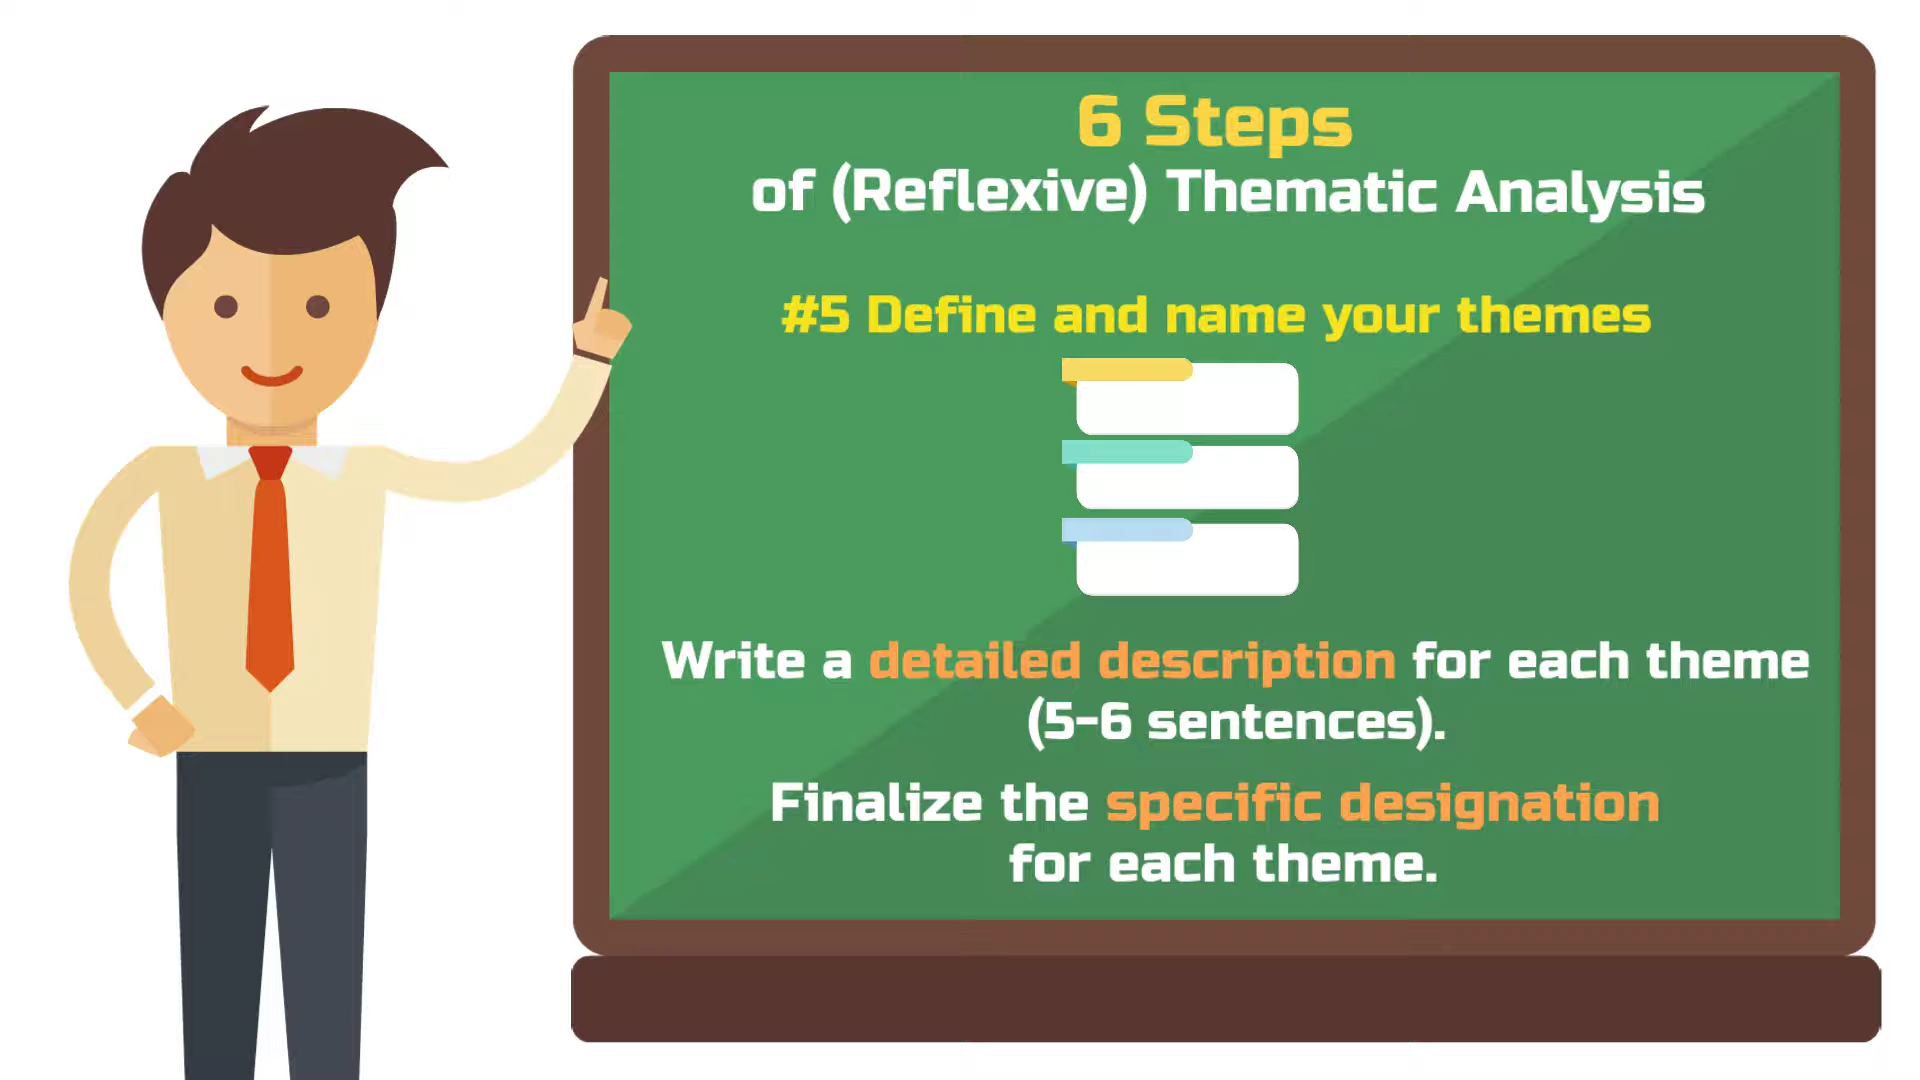 6 Steps
of (Reflexive) Thematic Analysis
#5 Define and name your themes
Write a detailed description for each theme
(5-6 sentences).
Finalize the specific designation
for each theme.